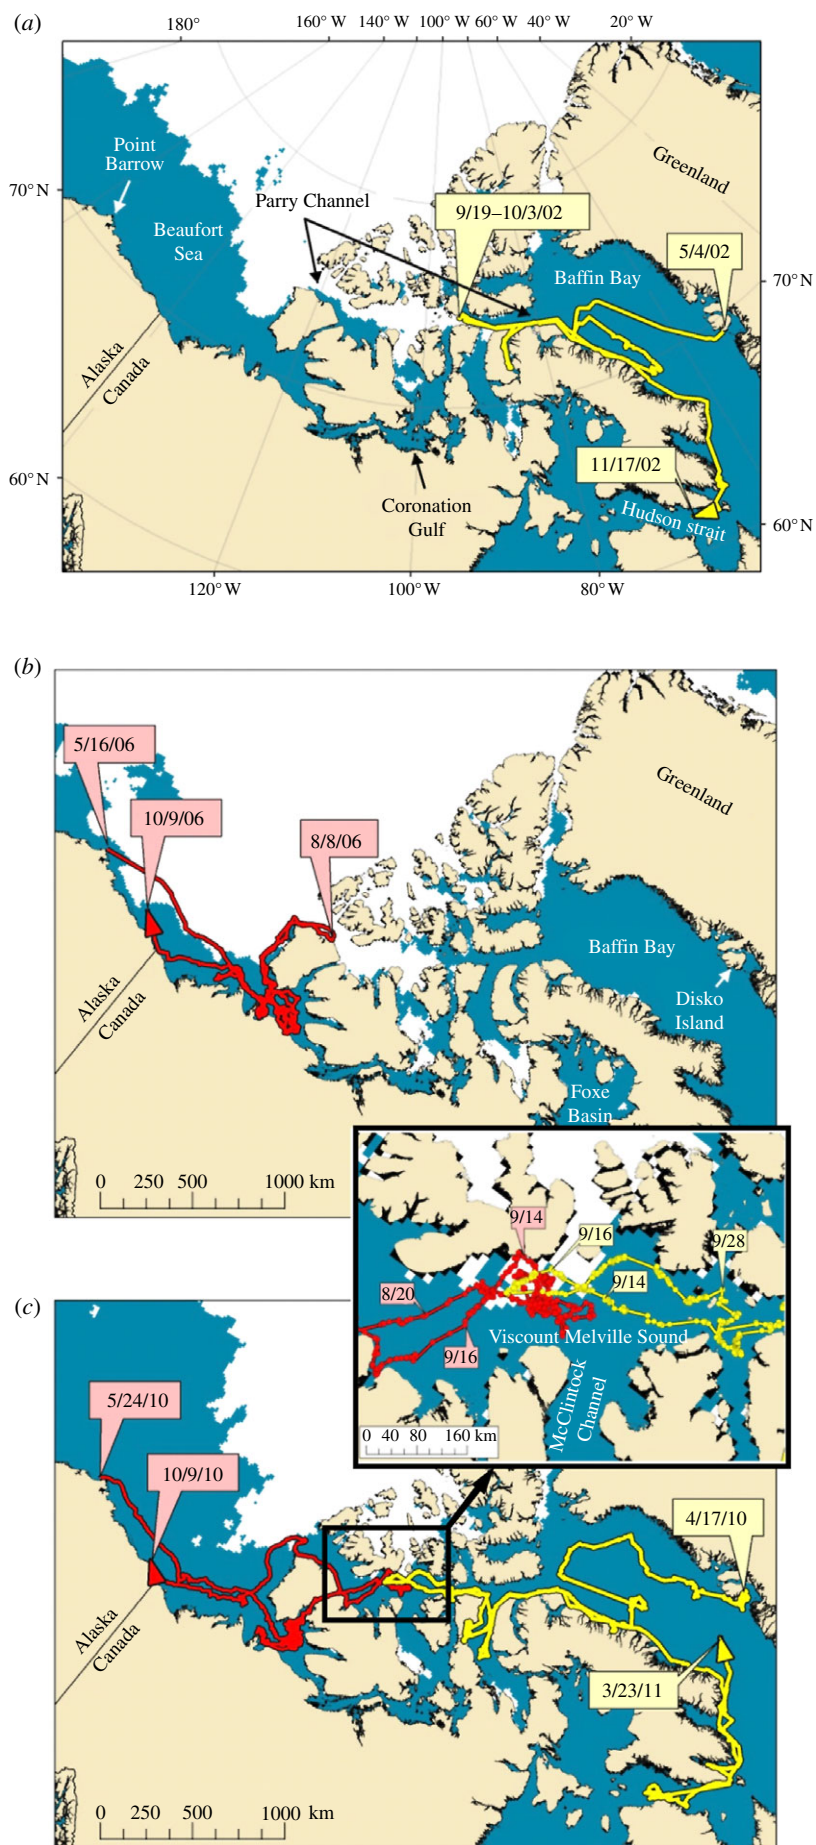 (a)
180°
160° W
140° W
100° W
60° W
40° W
20° W
Point
Barrow
Greenland
70° N
Parry Channel
9/19–10/3/02
Beaufort
Sea
5/4/02
Baffin Bay
70° N
Alaska
Canada
11/17/02
60° N
Coronation
Gulf
Hudson strait
60° N
120° W
100° W
80° W
(b)
5/16/06
Greenland
10/9/06
8/8/06
Baffin Bay
Alaska
Canada
Disko
Island
Foxe
Basin
0 250 500 1000 km
9/14
9/16
9/28
8/20
9/14
Viscount Melville Sound
9/16
McClintock
Channel
0 40 80 160 km
(c)
5/24/10
10/9/10
4/17/10
Alaska
Canada
3/23/11
0 250 500 1000 km